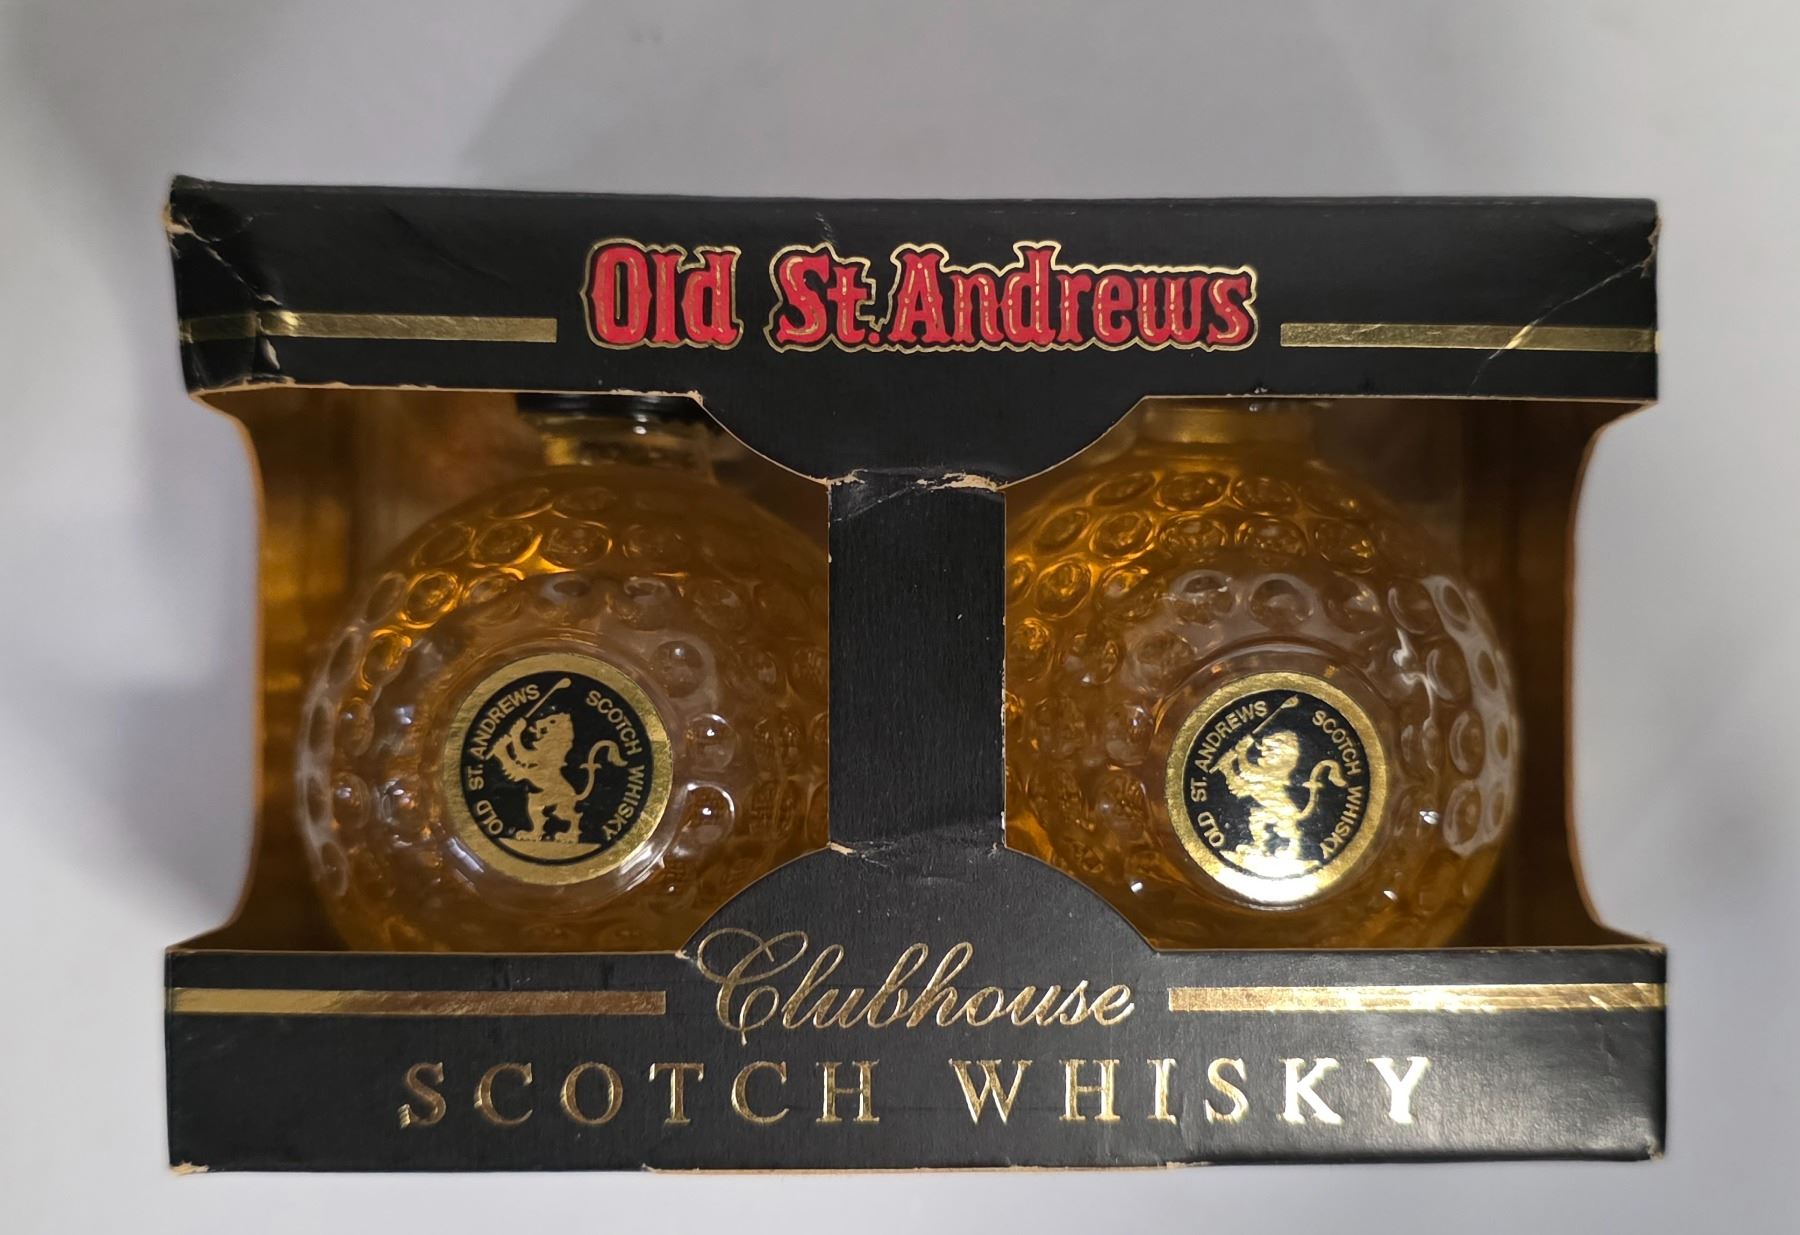 Old St. Andrews
OLD ST. ANDREWS SCOTCH WHISKY
OLD ST. ANDREWS SCOTCH WHISKY
Clubhouse
SCOTCH WHISKY